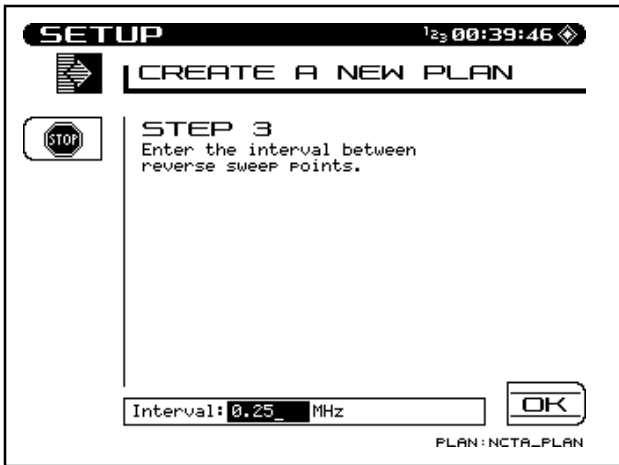 SETUP 123 00:39:46
CREATE A NEW PLAN
STOP
STEP 3
Enter the interval between
reverse sweep points.
Interval: 0.25_ MHz
OK
PLAN:NCTA_PLAN